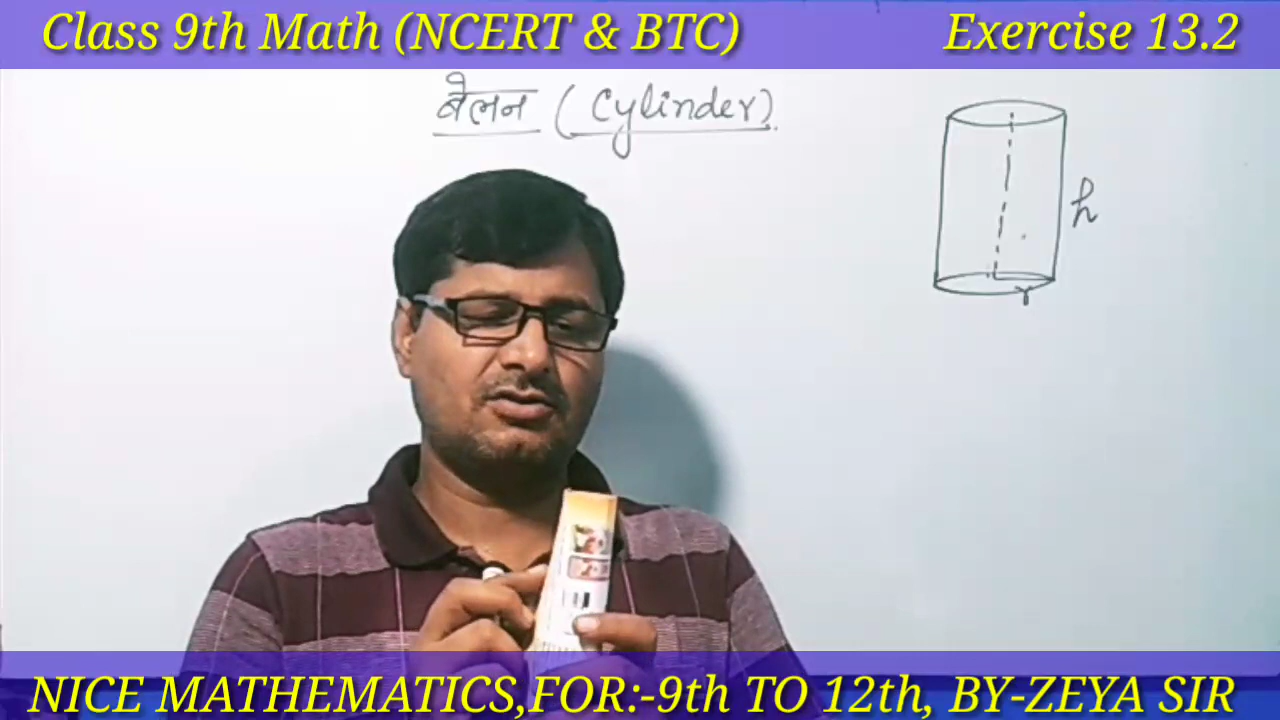 Class 9th Math (NCERT & BTC) Exercise 13.2
बेलन ( Cylinder)
h
r
NICE MATHEMATICS,FOR:-9th TO 12th, BY-ZEYA SIR